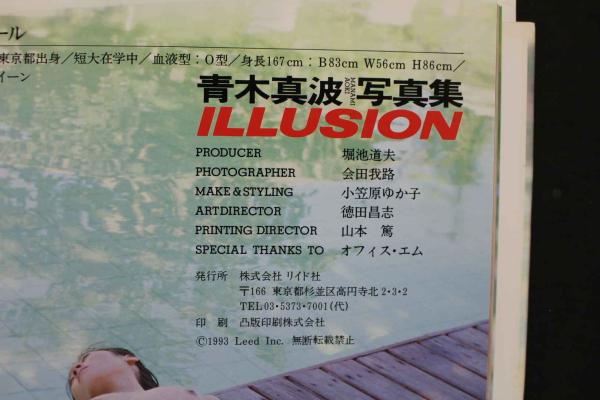 ール
東京都出身／短大在学中／血液型：O型／身長167cm：B83cm W56cm H86cm／
イーン
青木真波 MANAMI AOKI 写真集
ILLUSION
PRODUCER 堀池道夫
PHOTOGRAPHER 会田我路
MAKE & STYLING 小笠原ゆか子
ARTDIRECTOR 徳田昌志
PRINTING DIRECTOR 山本 篤
SPECIAL THANKS TO オフィス・エム
発行所 株式会社 リイド社
〒166 東京都杉並区高円寺北2・3・2
TEL03・5373・7001(代)
印 刷 凸版印刷株式会社
©1993 Leed Inc. 無断転載禁止